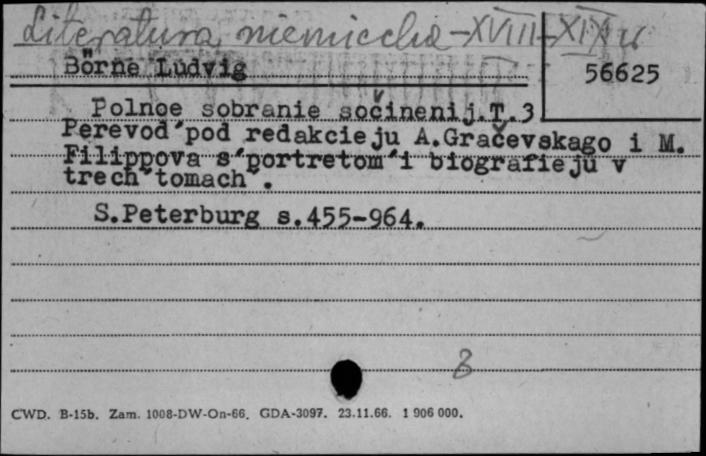 Literatura niemiecka - XVIII - XIX w
Börne Ludvig
56625
Polnoe sobranie sočinenij.T.3
Perevod pod redakcieju A.Gračevskago i M.
Filippova s portretom i biografieju v
trech tomach .
S.Peterburg s.455-964.
8
CWD. B-15b. Zam. 1008-DW-On-66. GDA-3097. 23.11.66. 1 906 000.